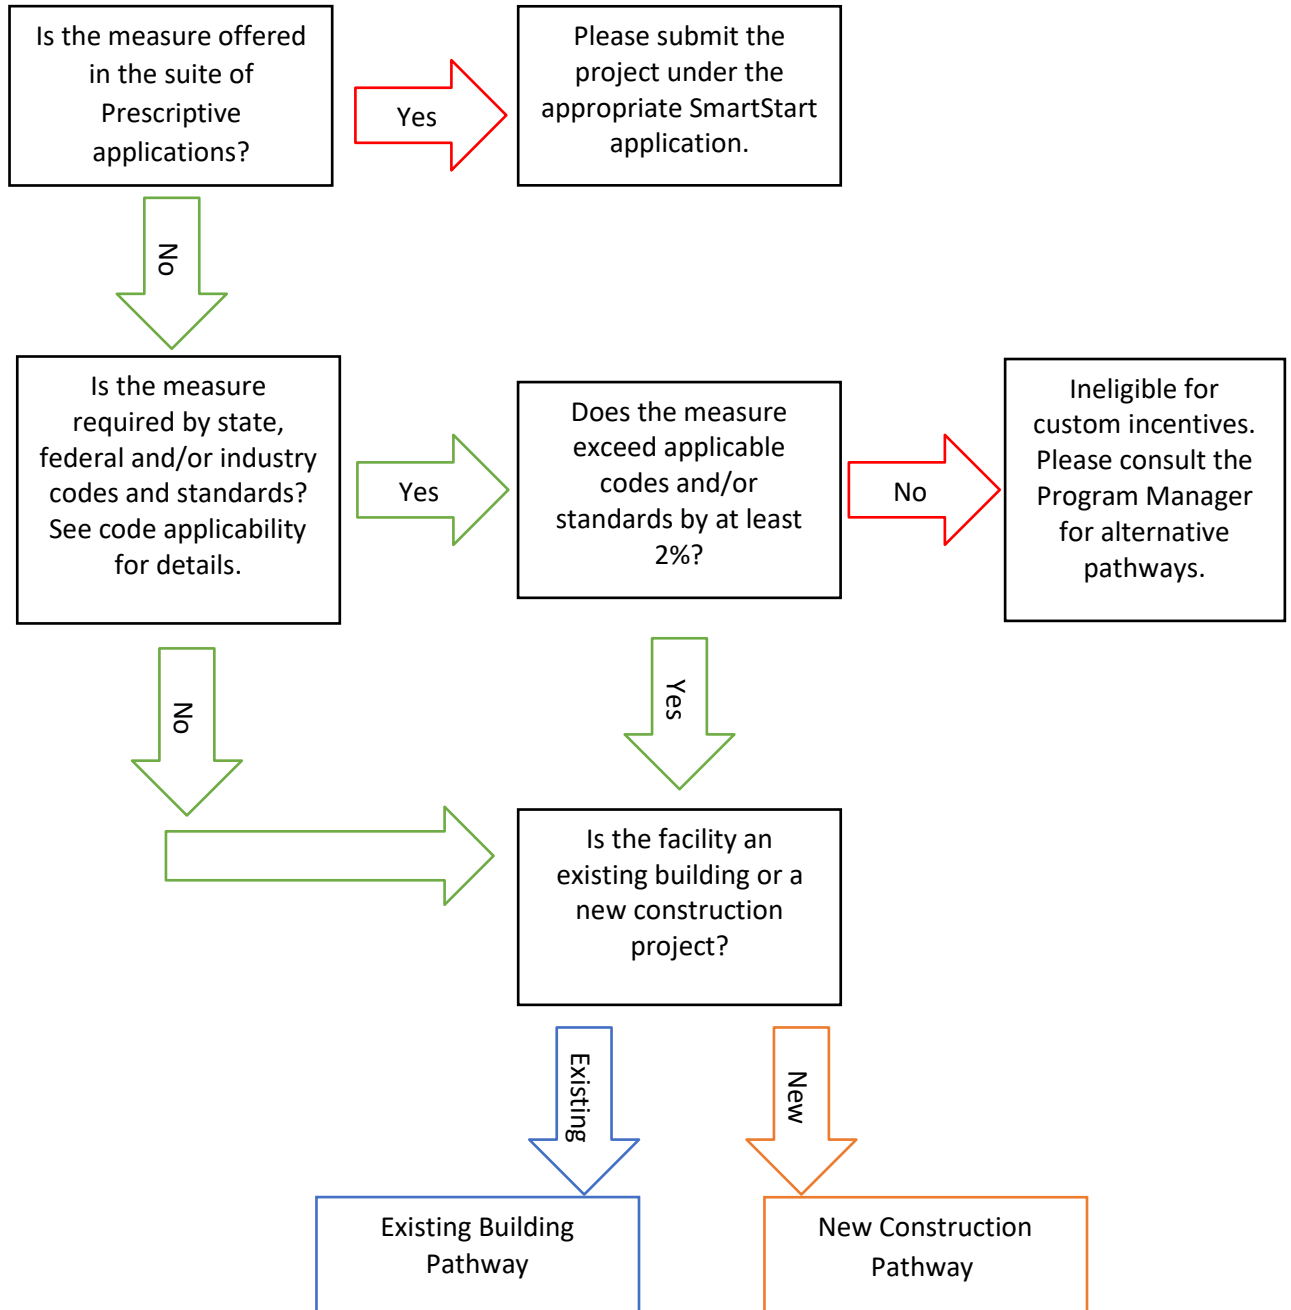 Is the measure offered
in the suite of
Prescriptive
applications?
Yes
Please submit the
project under the
appropriate SmartStart
application.
No
Is the measure
required by state,
federal and/or industry
codes and standards?
See code applicability
for details.
Yes
Does the measure
exceed applicable
codes and/or
standards by at least
2%?
No
Ineligible for
custom incentives.
Please consult the
Program Manager
for alternative
pathways.
No
Yes
Is the facility an
existing building or a
new construction
project?
Existing
New
Existing Building
Pathway
New Construction
Pathway